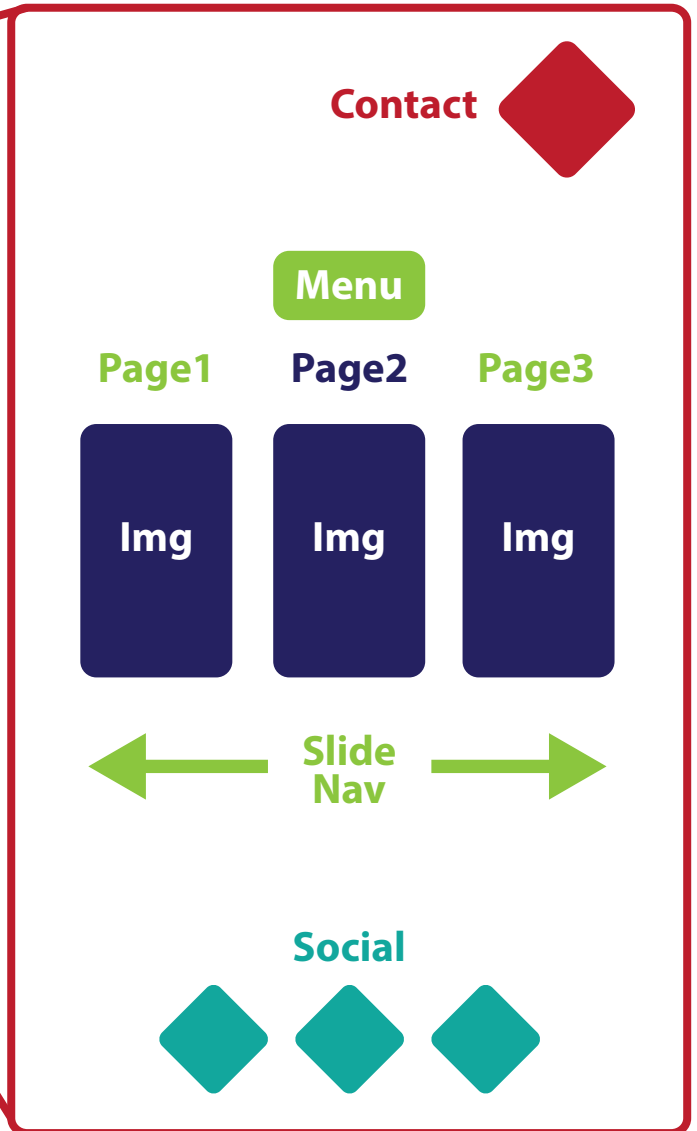 Contact
Menu
Page1 Page2 Page3
Img Img Img
Slide
Nav
Social